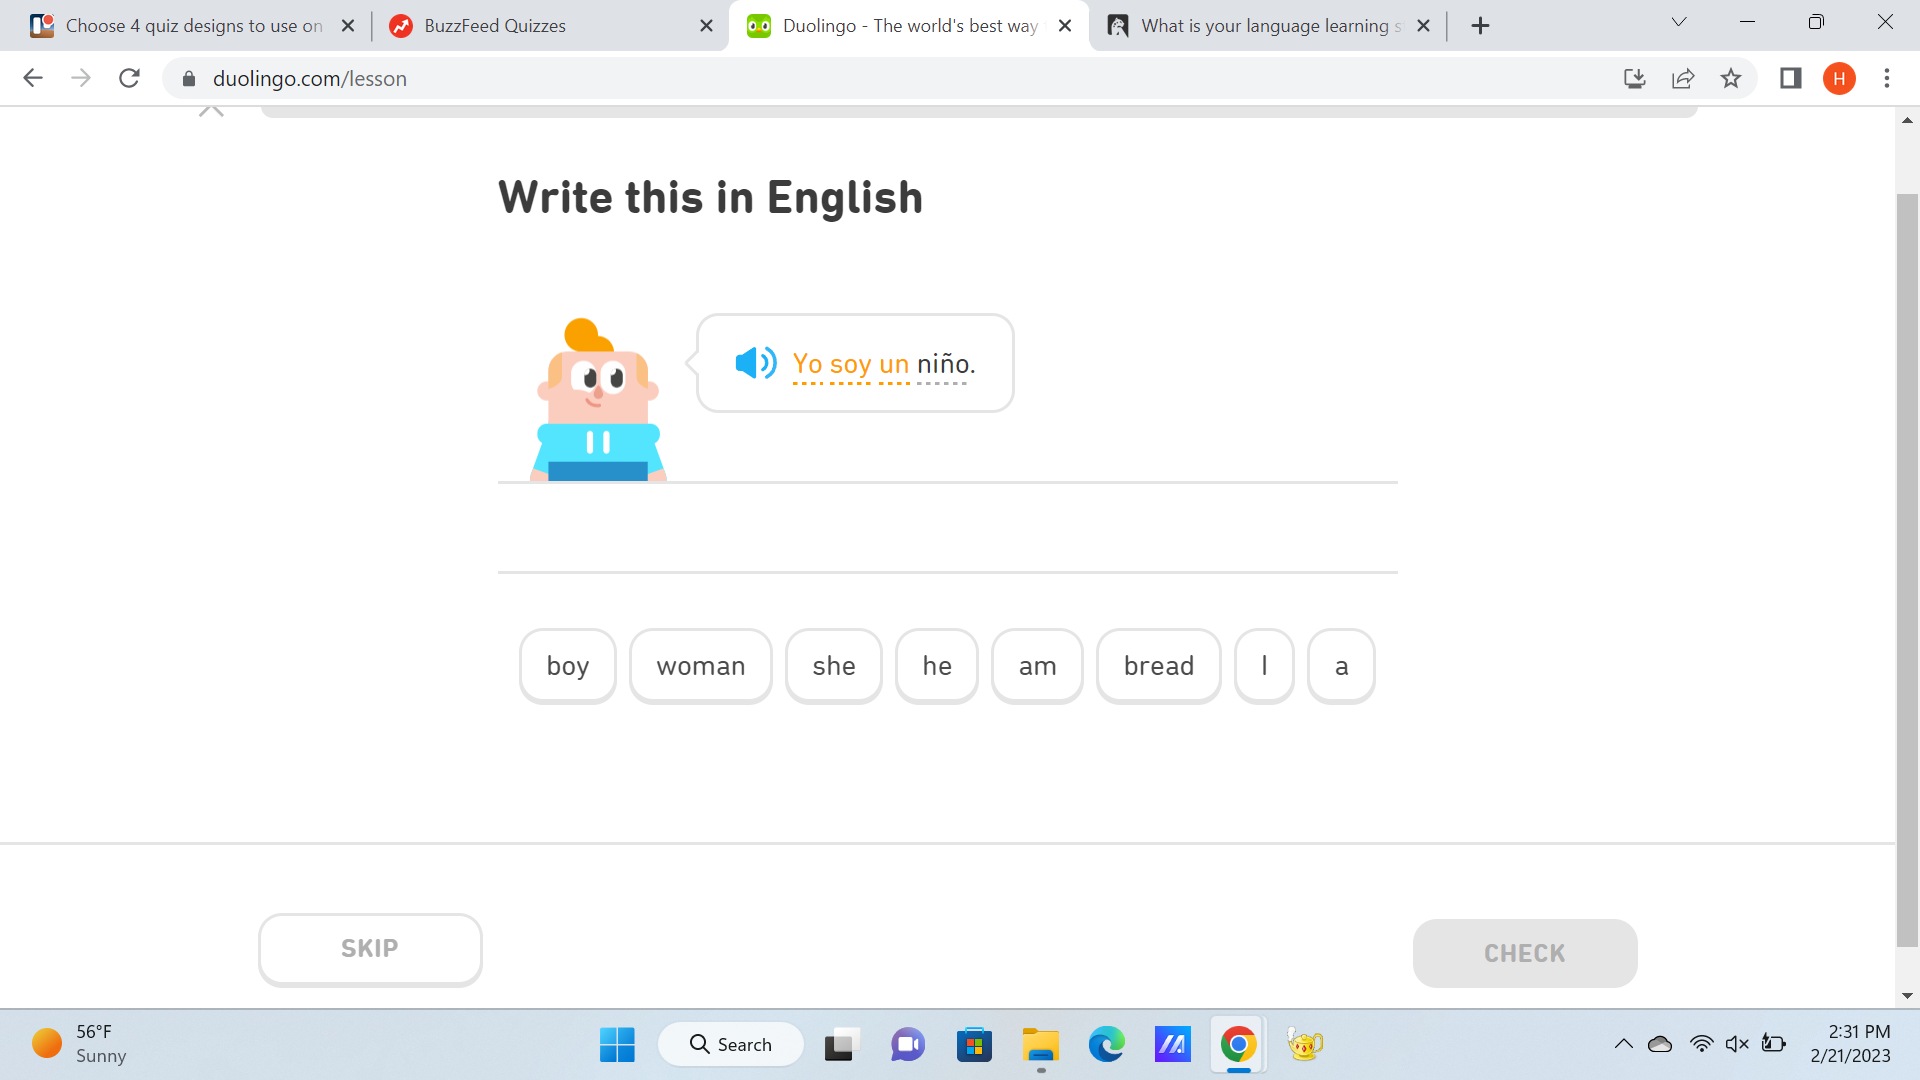 Choose 4 quiz designs to use on
BuzzFeed Quizzes
Duolingo - The world's best way
What is your language learning s
duolingo.com/lesson
H
Write this in English
Yo soy un niño.
boy woman she he am bread I a
SKIP
CHECK
56°F
Sunny
Search
2:31 PM
2/21/2023